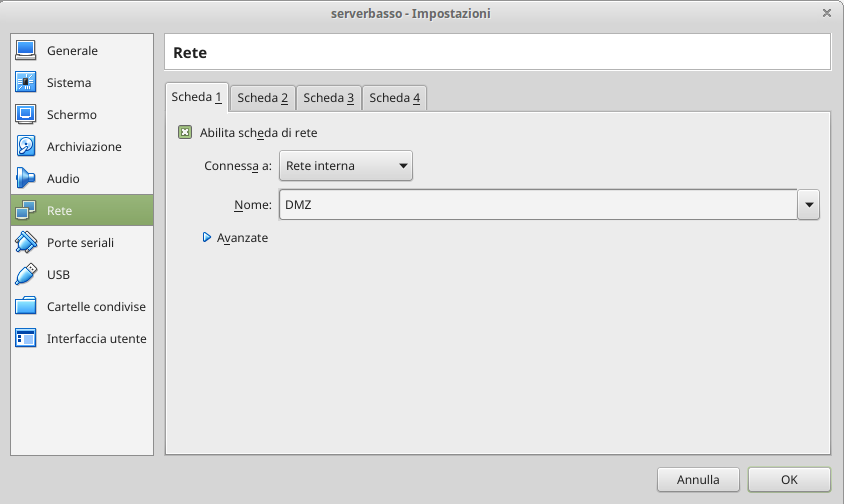 serverbasso - Impostazioni
Generale
Sistema
Schermo
Archiviazione
Audio
Rete
Porte seriali
USB
Cartelle condivise
Interfaccia utente
Rete
Scheda 1 Scheda 2 Scheda 3 Scheda 4
Abilita scheda di rete
Connessa a: Rete interna
Nome: DMZ
Avanzate
Annulla OK